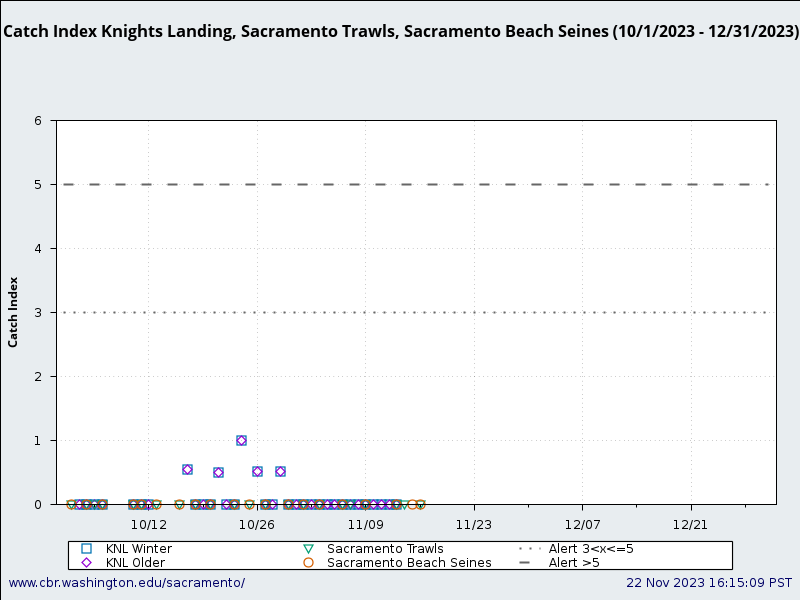 Catch Index Knights Landing, Sacramento Trawls, Sacramento Beach Seines (10/1/2023 - 12/31/2023)
6
5
4
3
2
1
0
Catch Index
10/12 10/26 11/09 11/23 12/07 12/21
KNL Winter Sacramento Trawls Alert 3<x<=5
KNL Older Sacramento Beach Seines Alert >5
www.cbr.washington.edu/sacramento/ 22 Nov 2023 16:15:09 PST